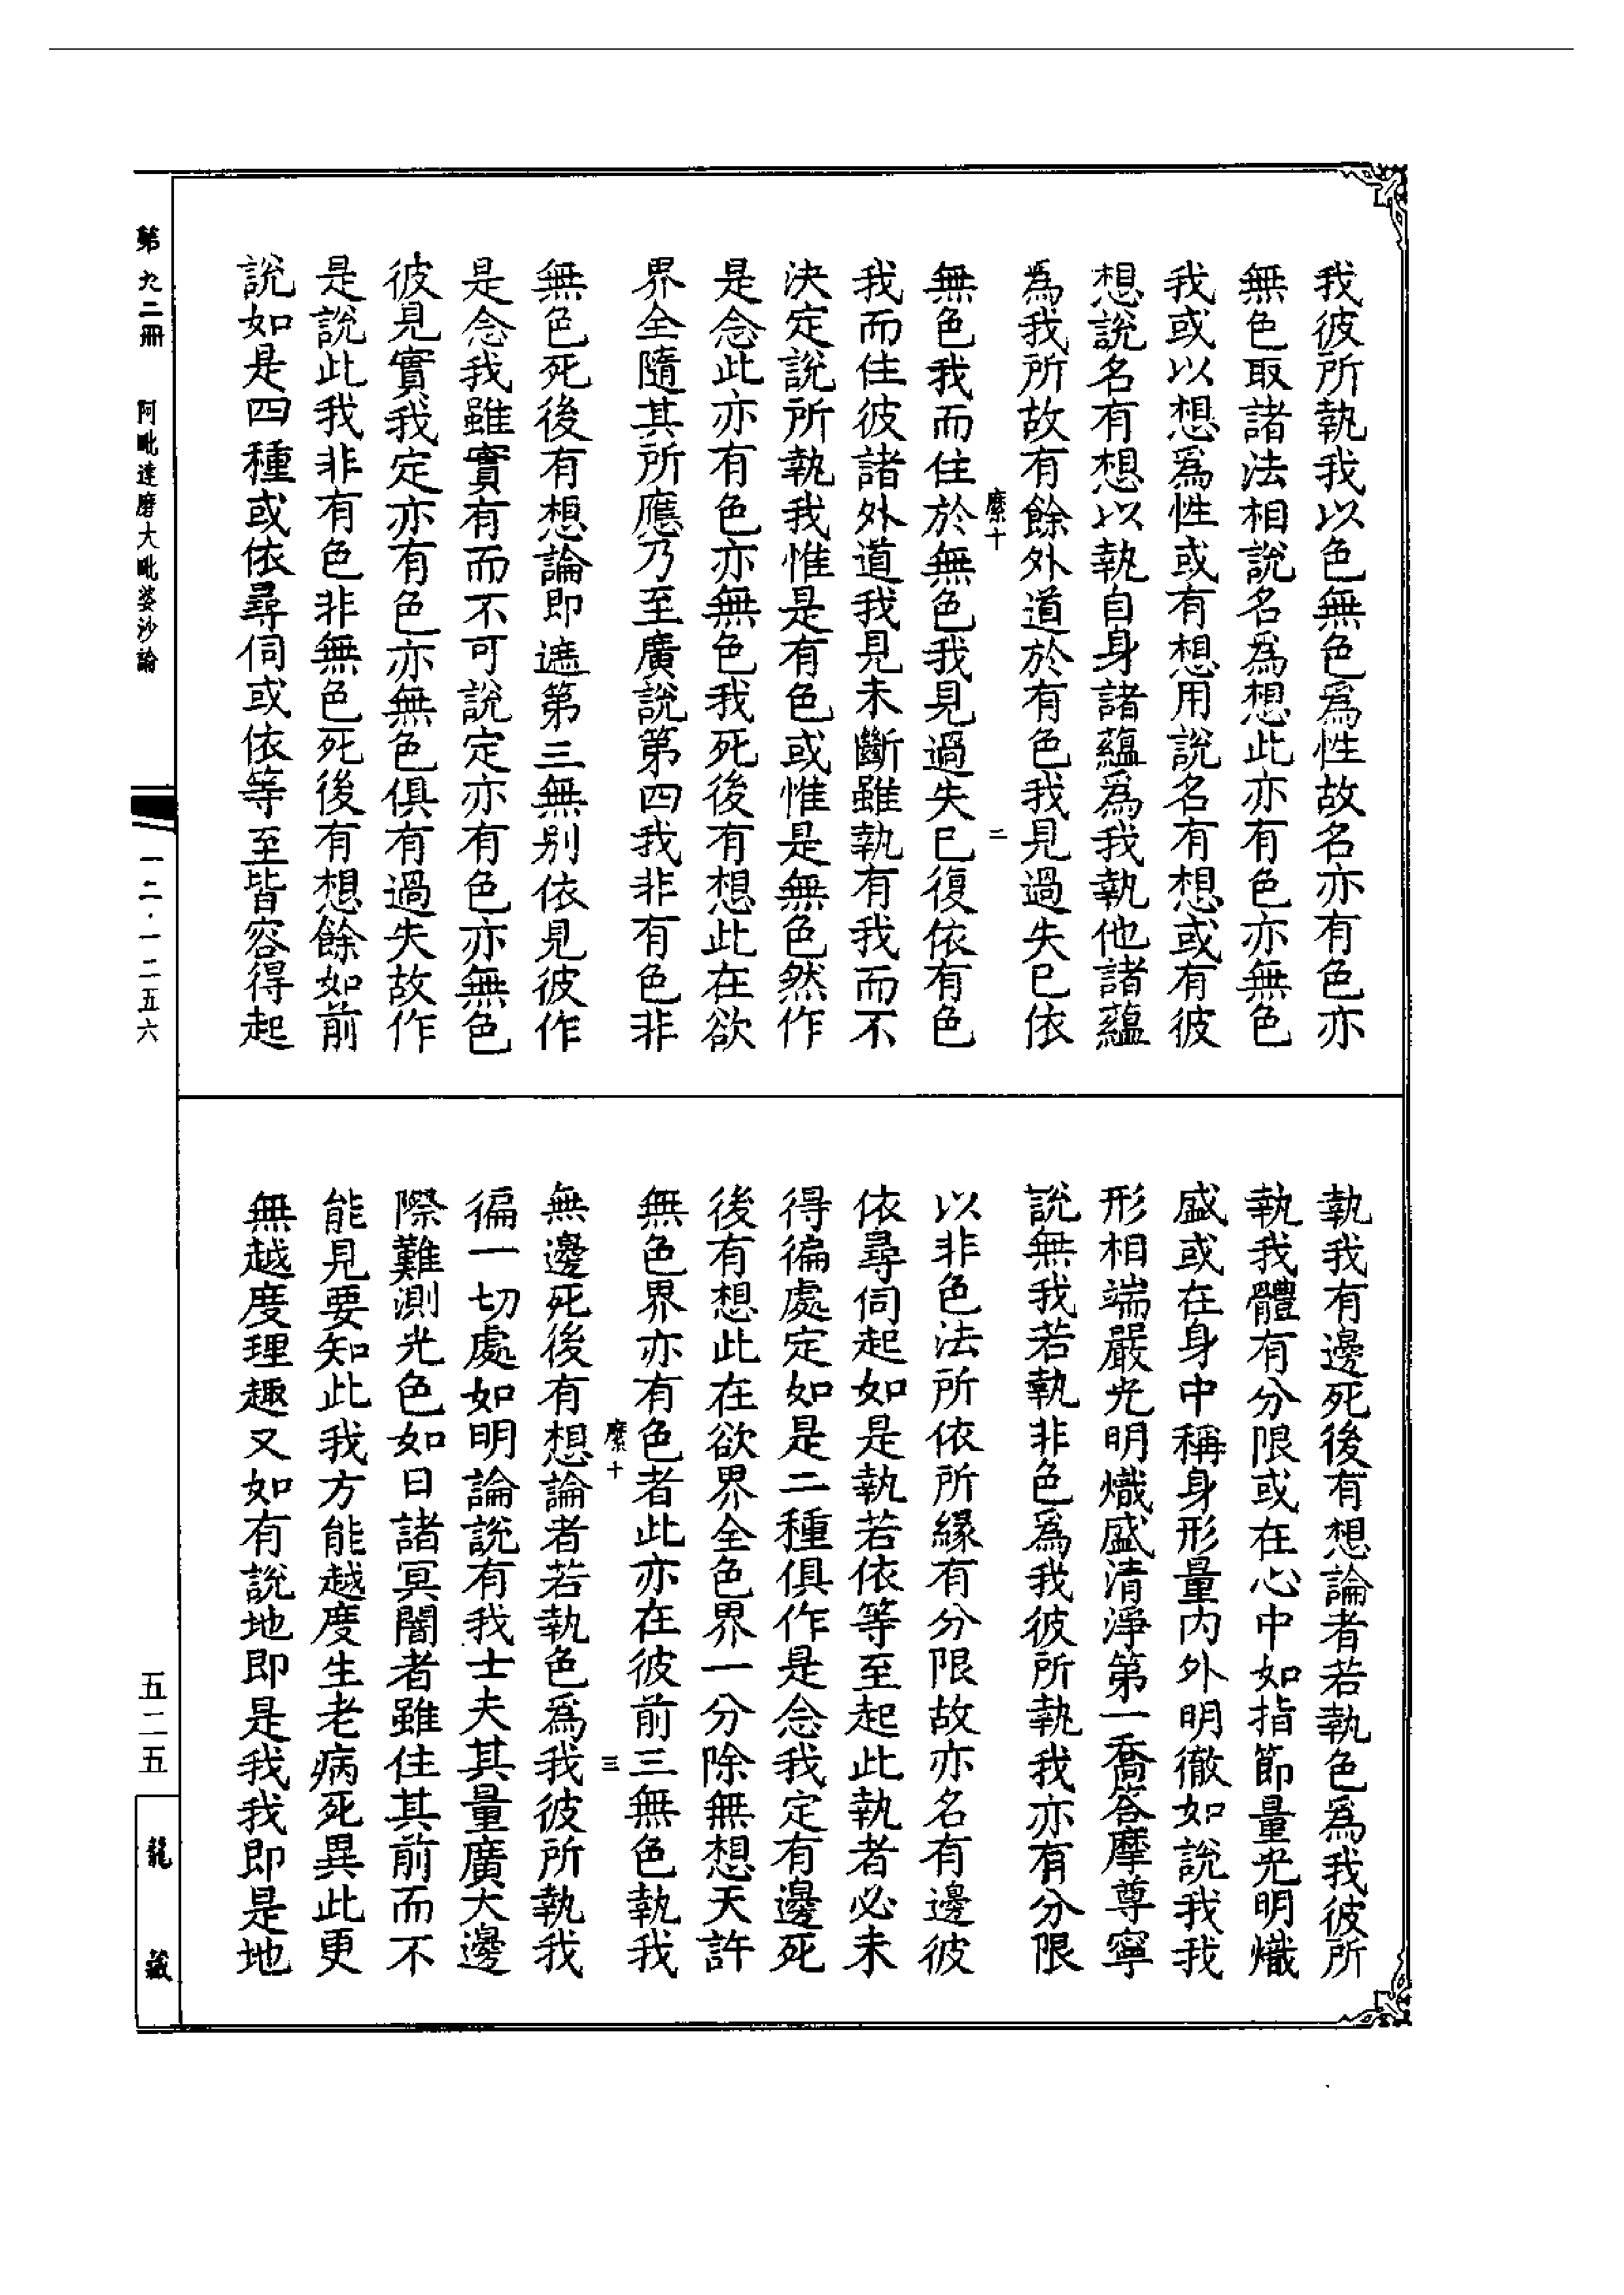 我彼所執我以色無色爲性故名亦有色亦
無色取諸法相說名爲想此亦有色亦無色
我或以想爲性或有想用說名有想或有彼
想說名有想以執自身諸蘊爲我執他諸蘊
爲我所故有餘外道於有色我見過失已依
縻十
二
無色我而住於無色我見過失已復依有色
我而住彼諸外道我見未斷雖執有我而不
決定說所執我惟是有色或惟是無色然作
是念此亦有色亦無色我死後有想此在欲
界全隨其所應乃至廣說第四我非有色非
無色死後有想論即遮第三無别依見彼作
是念我雖實有而不可說定亦有色亦無色
彼見實我定亦有色亦無色俱有過失故作
是說此我非有色非無色死後有想餘如前
說如是四種或依尋伺或依等至皆容得起
執我有邊死後有想論者若執色爲我彼所
執我體有分限或在心中如指節量光明熾
盛或在身中稱身形量内外明徹如說我我
形相端嚴光明熾盛清淨第一喬答摩尊寧
說無我若執非色爲我彼所執我亦有分限
以非色法所依所緣有分限故亦名有邊彼
依尋伺起如是執若依等至起此執者必未
得徧處定如是二種俱作是念我定有邊死
後有想此在欲界全色界一分除無想天許
無色界亦有色者此亦在彼前三無色執我
縻十
三
無邊死後有想論者若執色爲我彼所執我
徧一切處如明論說有我士夫其量廣大邊
際難測光色如日諸冥闇者雖住其前而不
能見要知此我方能越度生老病死異此更
無越度理趣又如有說地即是我我即是地
第九二冊
阿毗達磨大毗婆沙論
一二·一二五六
五二五
龍藏